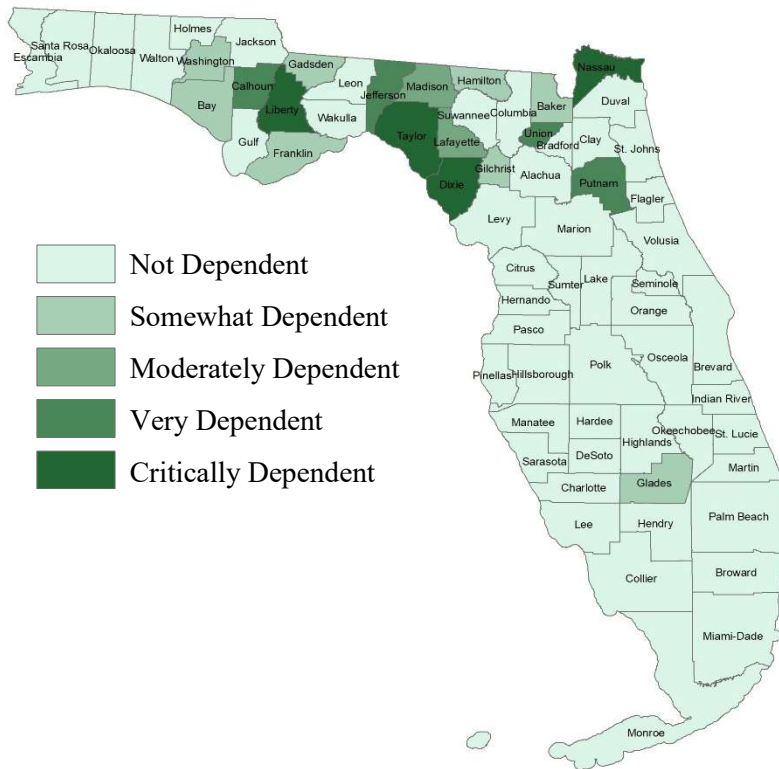 Holmes
Jackson
Santa Rosa
Okaloosa
Escambia
Walton
Washington
Gadsden
Leon
Hamilton
Nassau
Calhoun
Jefferson
Madison
Baker
Duval
Bay
Liberty
Wakulla
Suwannee
Columbia
Union
Bradford
Clay
Gulf
Taylor
Lafayette
St. Johns
Franklin
Gilchrist
Alachua
Putnam
Dixie
Flagler
Levy
Marion
Volusia
Not Dependent
Citrus
Sumter
Lake
Seminole
Hernando
Orange
Somewhat Dependent
Pasco
Osceola
Moderately Dependent
Pinellas
Hillsborough
Polk
Brevard
Indian River
Very Dependent
Manatee
Hardee
Okeechobee
St. Lucie
Highlands
Critically Dependent
Sarasota
DeSoto
Martin
Charlotte
Glades
Palm Beach
Lee
Hendry
Collier
Broward
Miami-Dade
Monroe